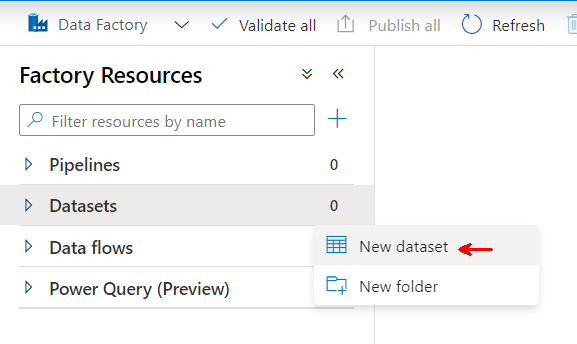 Data Factory Validate all Publish all Refresh
Factory Resources
Filter resources by name
Pipelines 0
Datasets 0
Data flows
New dataset
New folder
Power Query (Preview)